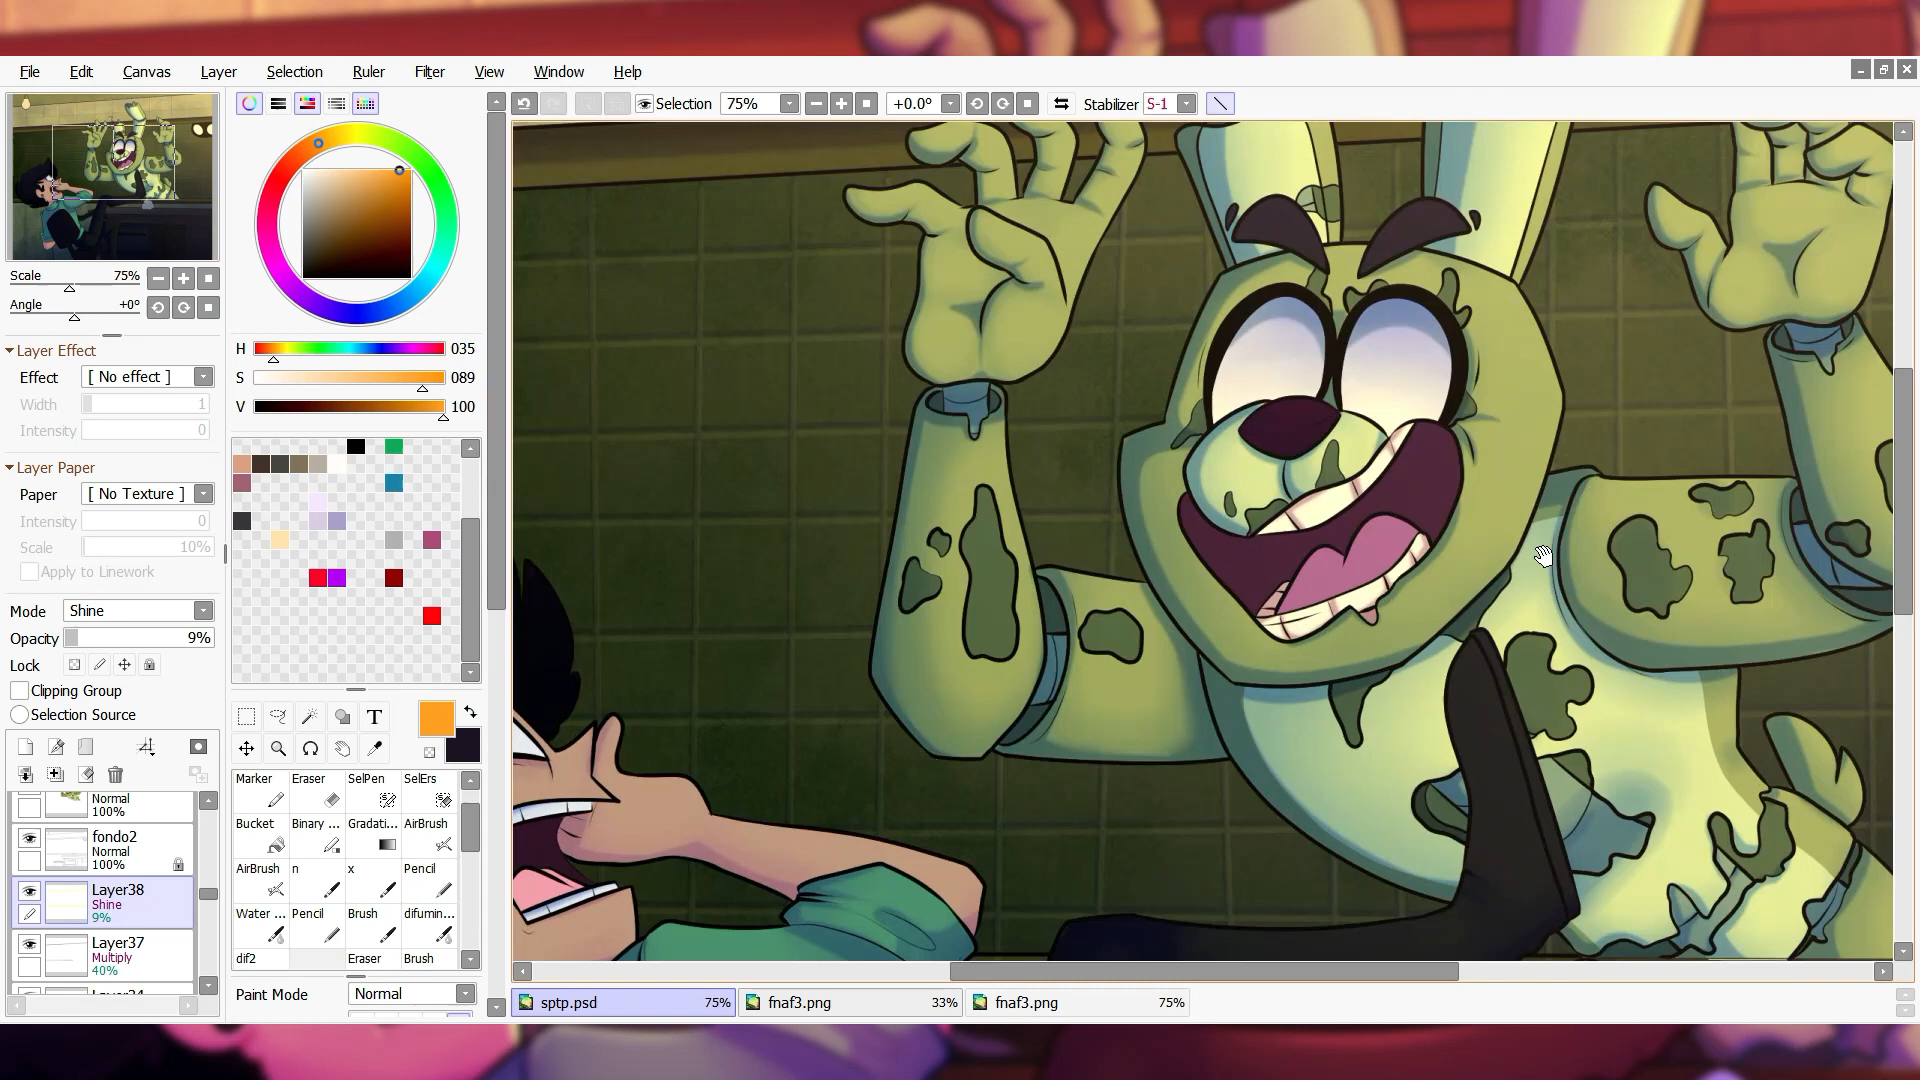 File Edit Canvas Layer Selection Ruler Filter View Window Help
Selection 75% +0.0° Stabilizer S-1
Scale 75%
Angle +0°
Layer Effect
Effect [ No effect ]
Width 1
Intensity 0
Layer Paper
Paper [ No Texture ]
Intensity 0
Scale 10%
Apply to Linework
Mode Shine
Opacity 9%
Lock
Clipping Group
Selection Source
Normal
100%
fondo2
Normal
100%
Layer38
Shine
9%
Layer37
Multiply
40%
H 035
S 089
V 100
T
Marker Eraser SelPen SelErs
Bucket Binary ... Gradati... AirBrush
AirBrush n x Pencil
Water ... Pencil Brush difumin...
dif2 Eraser Brush
Paint Mode Normal
sptp.psd 75% fnaf3.png 33% fnaf3.png 75%